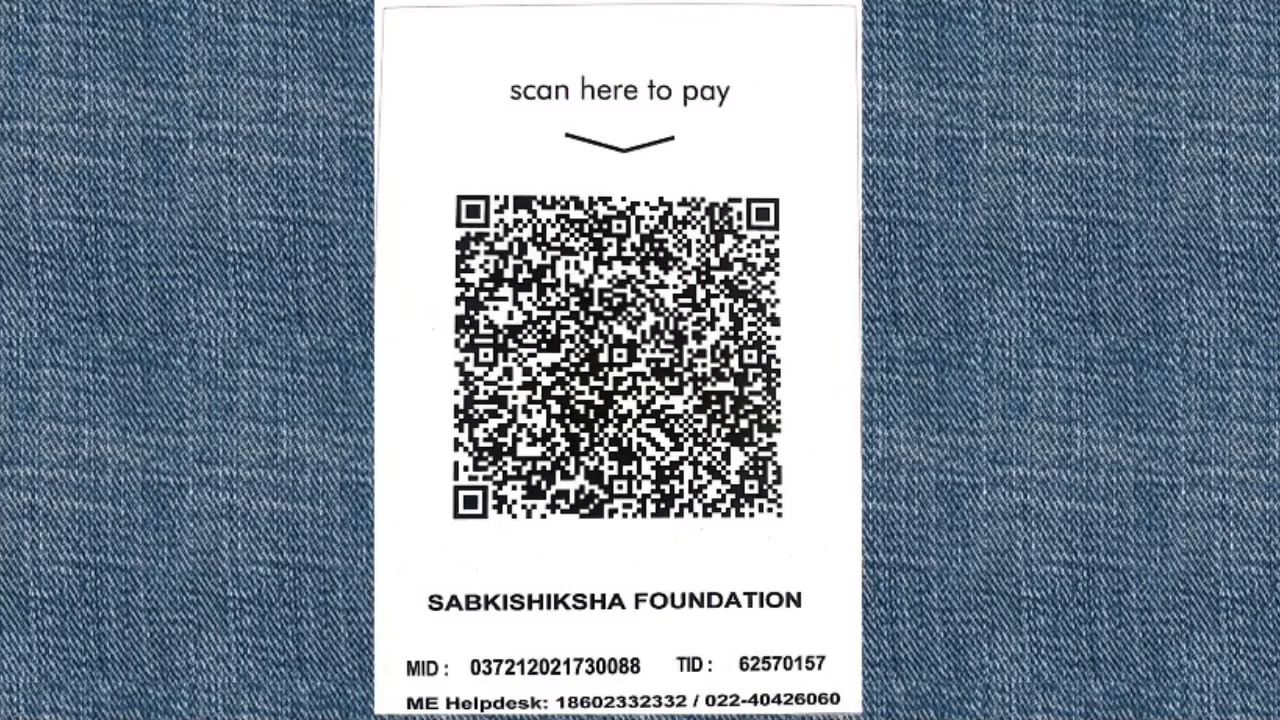 scan here to pay
SABKISHIKSHA FOUNDATION
MID : 037212021730088 TID : 62570157
ME Helpdesk: 18602332332 / 022-40426060